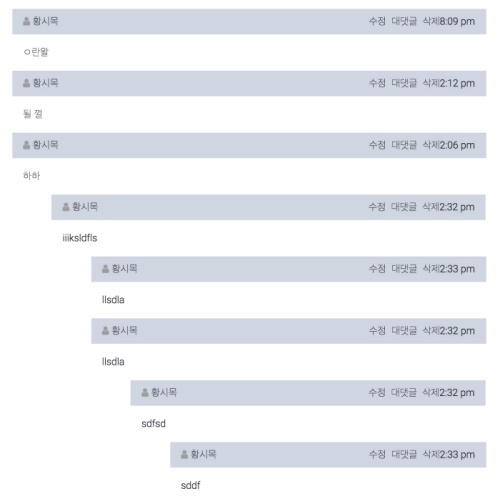 황시목 수정 대댓글 삭제8:09 pm
ㅇ란왈
황시목 수정 대댓글 삭제2:12 pm
될 껄
황시목 수정 대댓글 삭제2:06 pm
하하
황시목 수정 대댓글 삭제2:32 pm
iiiksldfls
황시목 수정 대댓글 삭제2:33 pm
llsdla
황시목 수정 대댓글 삭제2:32 pm
llsdla
황시목 수정 대댓글 삭제2:32 pm
sdfsd
황시목 수정 대댓글 삭제2:33 pm
sddf